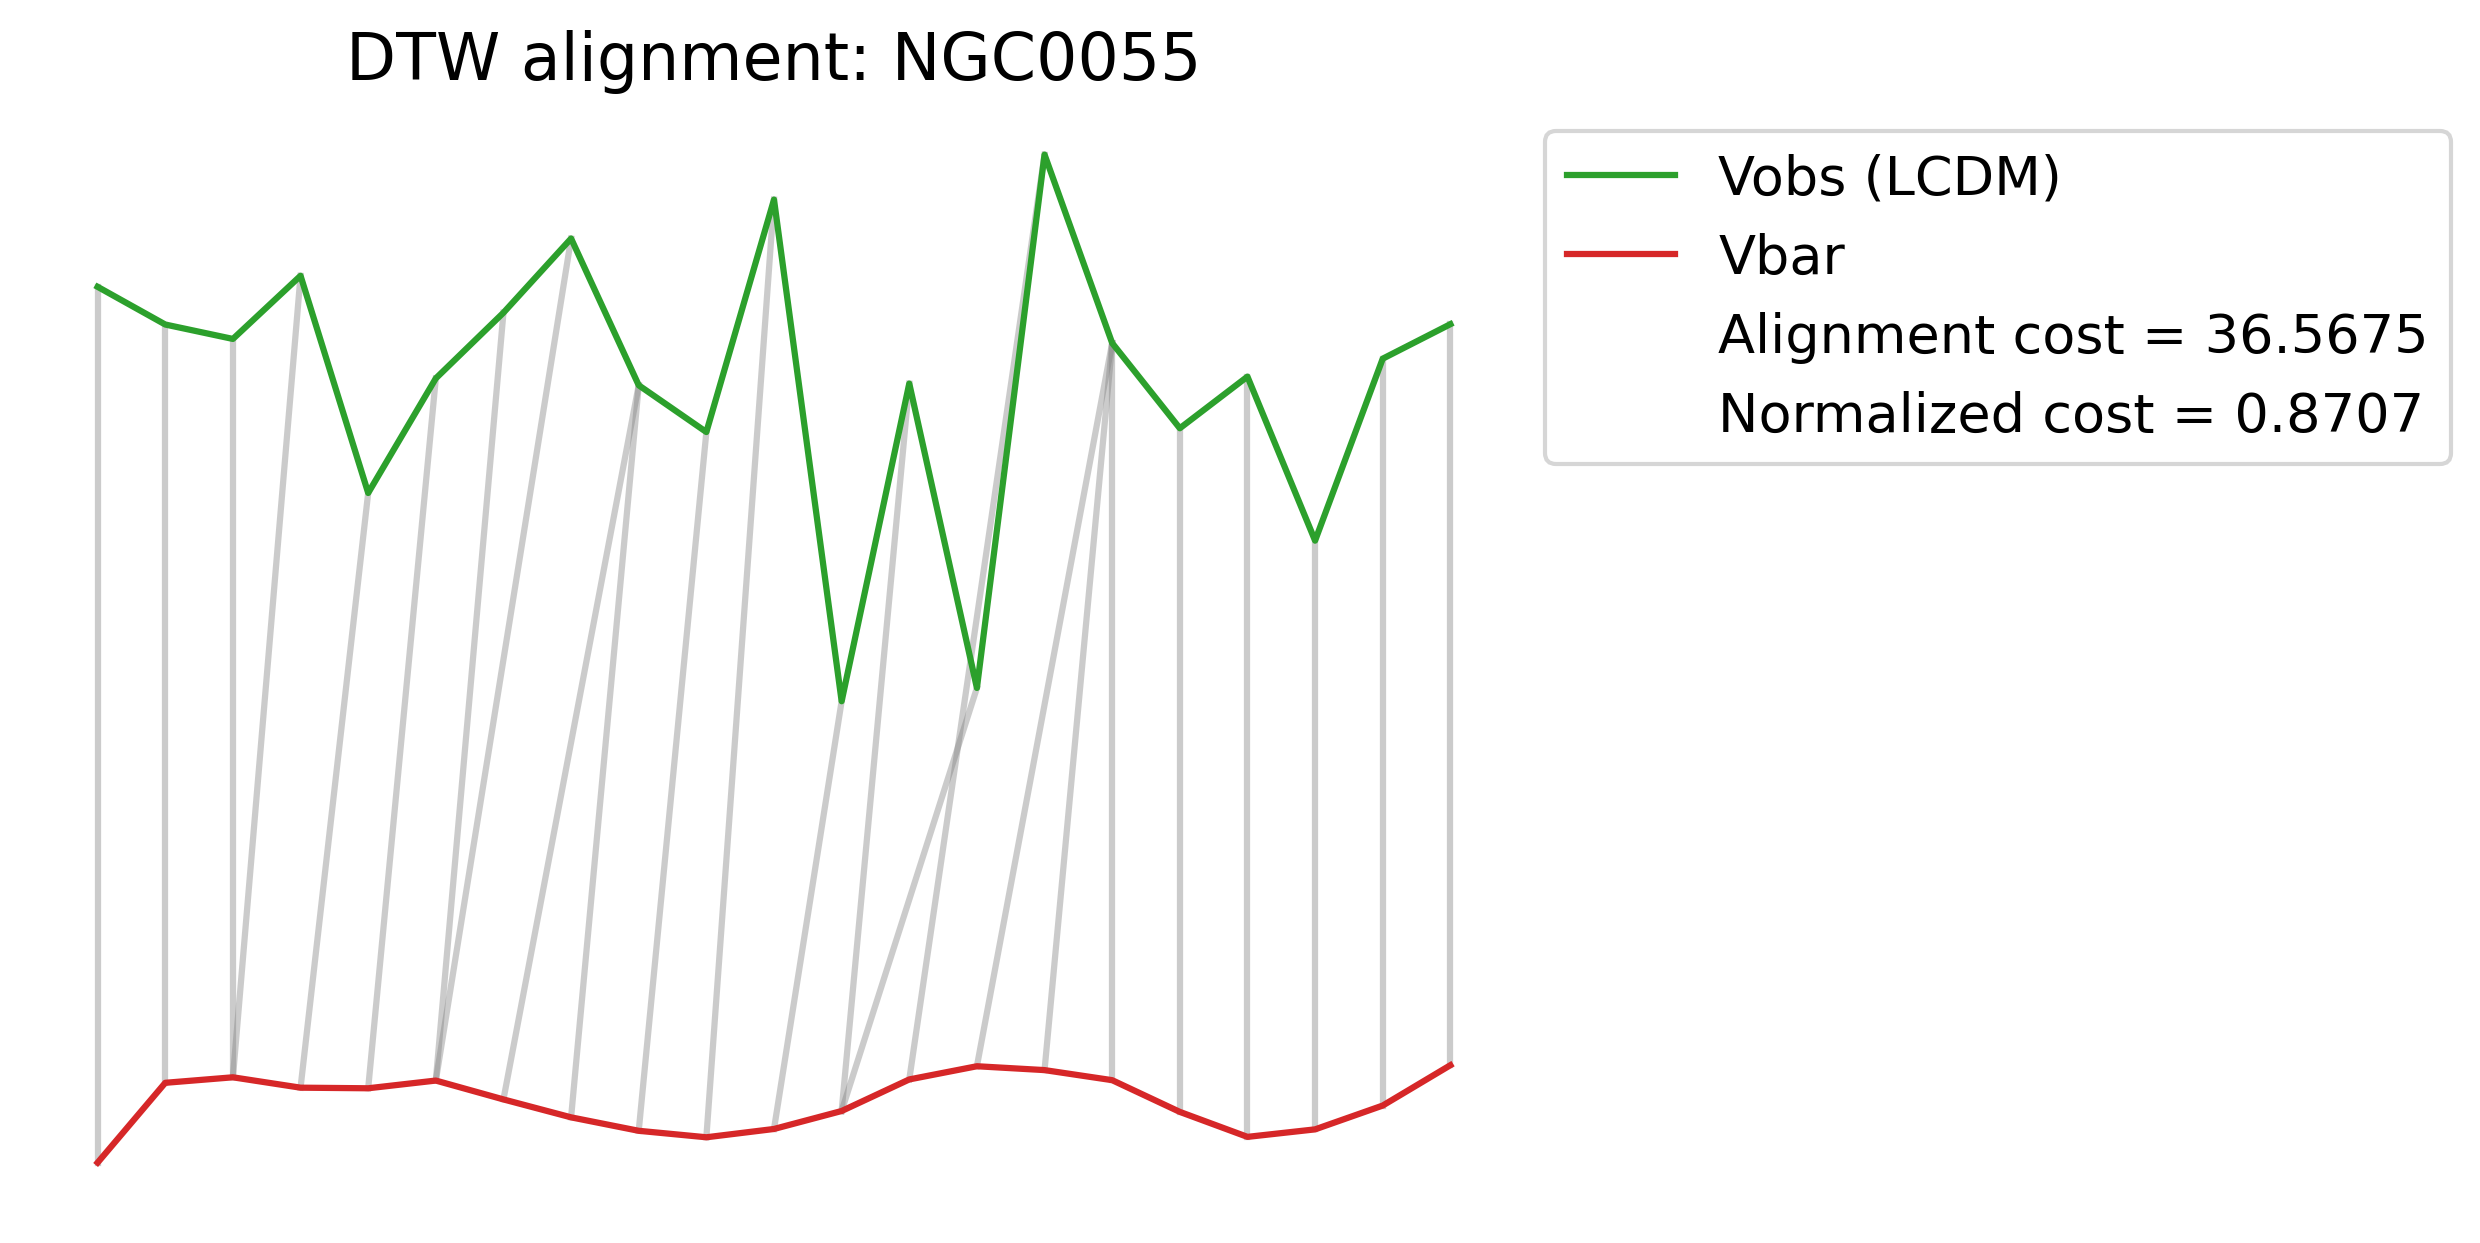 DTW alignment: NGC0055
Vobs (LCDM)
Vbar
Alignment cost = 36.5675
Normalized cost = 0.8707